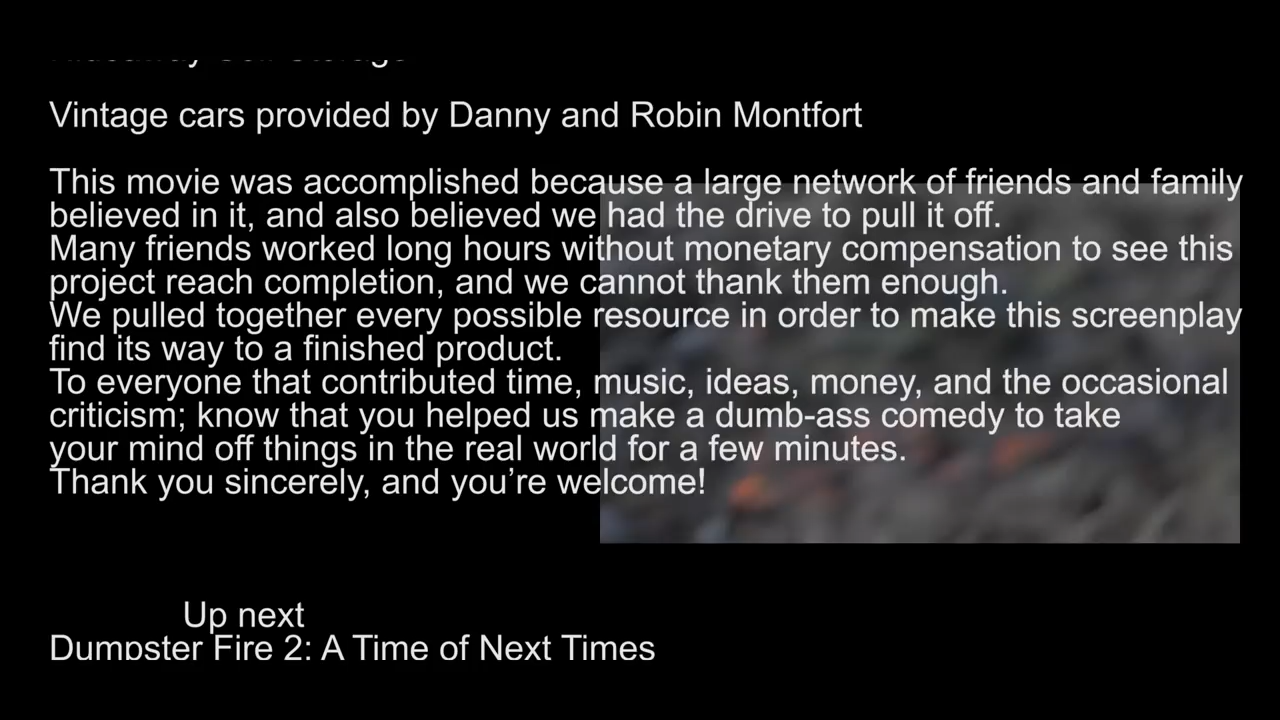 Vintage cars provided by Danny and Robin Montfort
This movie was accomplished because a large network of friends and family
believed in it, and also believed we had the drive to pull it off.
Many friends worked long hours without monetary compensation to see this
project reach completion, and we cannot thank them enough.
We pulled together every possible resource in order to make this screenplay
find its way to a finished product.
To everyone that contributed time, music, ideas, money, and the occasional
criticism; know that you helped us make a dumb-ass comedy to take
your mind off things in the real world for a few minutes.
Thank you sincerely, and you’re welcome!
Up next
Dumpster Fire 2: A Time of Next Times